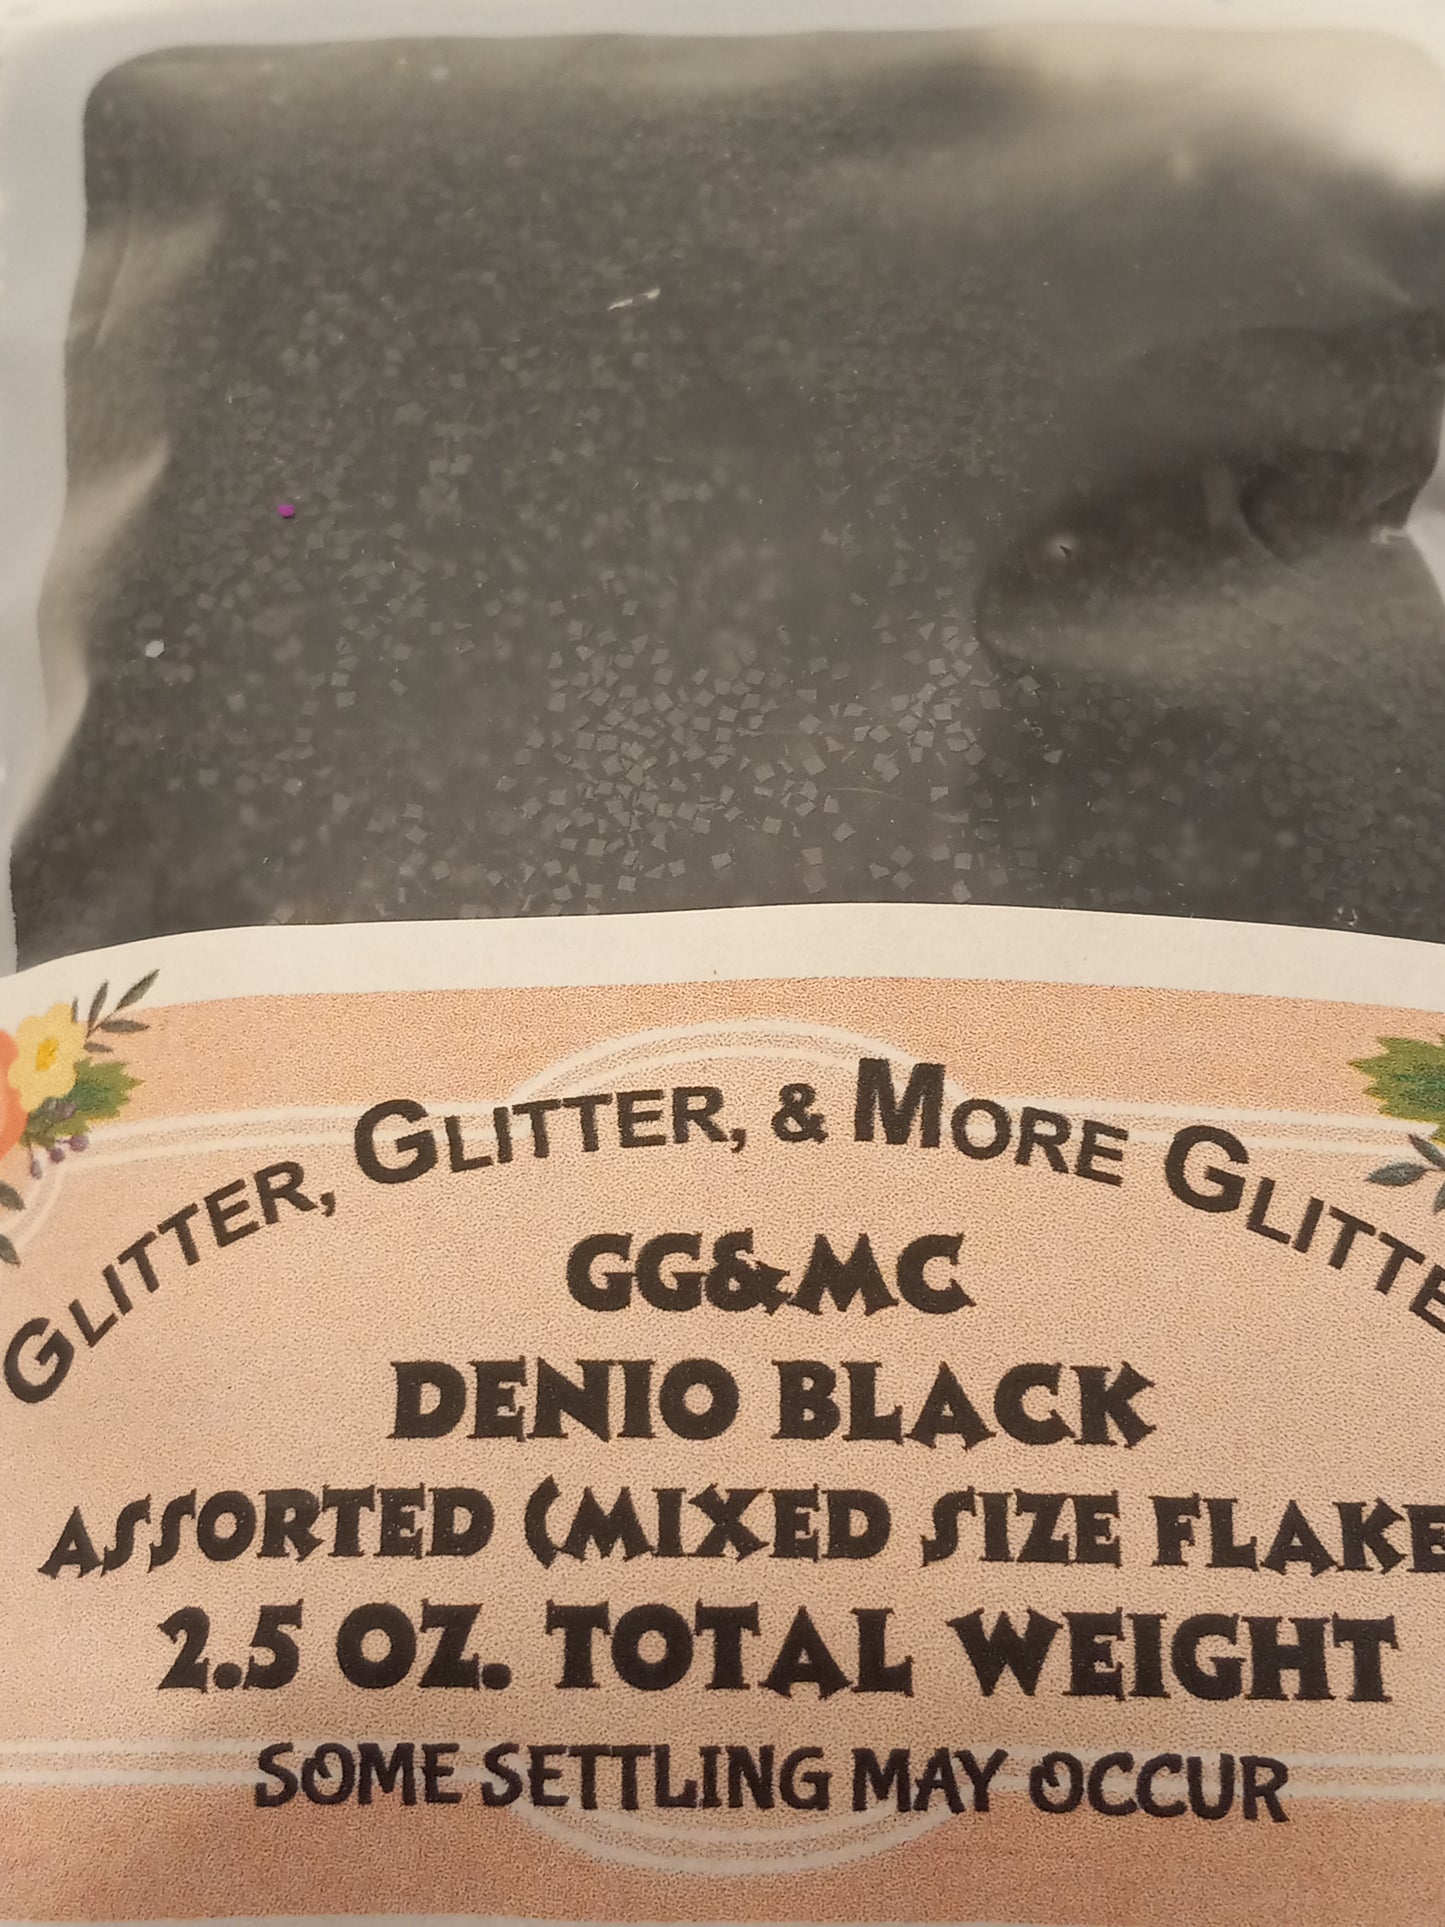 GLITTER, GLITTER, & MORE GLITTE
GG&MC
DENIO BLACK
ASSORTED (MIXED SIZE FLAKE
2.5 OZ. TOTAL WEIGHT
SOME SETTLING MAY OCCUR